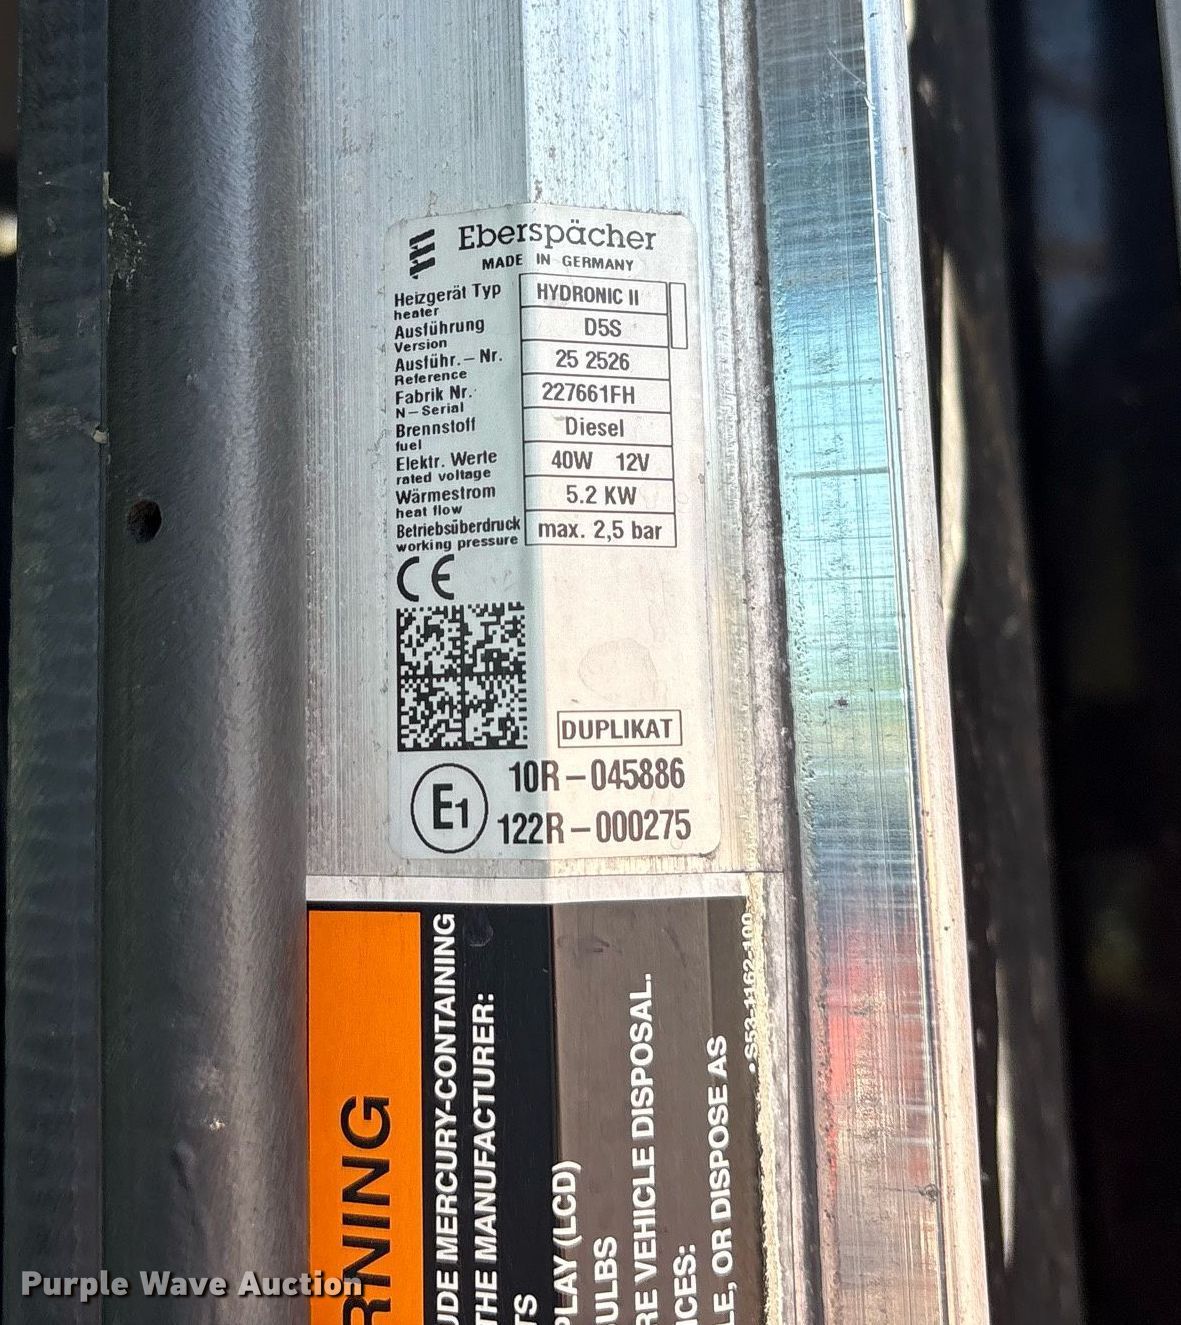 Eberspächer
MADE IN GERMANY
Heizgerät Typ HYDRONIC II
heater
Ausführung D5S
Version
Ausführ.–Nr. 25 2526
Reference
Fabrik Nr. 227661FH
N–Serial
Brennstoff Diesel
fuel
Elektr. Werte 40W 12V
rated voltage
Wärmestrom 5.2 KW
heat flow
Betriebsüberdruck max. 2,5 bar
working pressure
CE
DUPLIKAT
E1 10R–045886
122R–000275
RNING
UDE MERCURY-CONTAINING
THE MANUFACTURER:
TS
PLAY (LCD)
ULBS
RE VEHICLE DISPOSAL.
ICES:
LE, OR DISPOSE AS
S53-1162-100
Purple Wave Auction